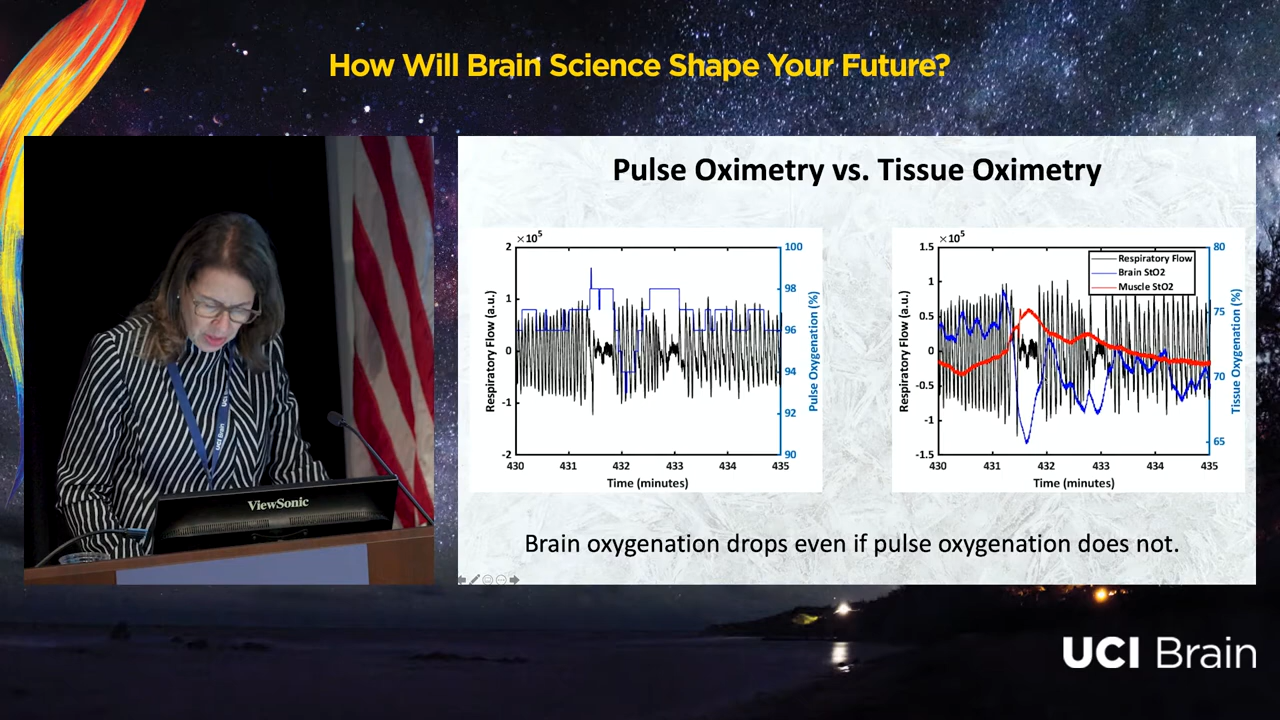 How Will Brain Science Shape Your Future?
Pulse Oximetry vs. Tissue Oximetry
×10⁵
2
1
0
-1
-2
Respiratory Flow (a.u.)
100
98
96
94
92
90
Pulse Oxygenation (%)
430 431 432 433 434 435
Time (minutes)
×10⁵
1.5
1
0.5
0
-0.5
-1
-1.5
Respiratory Flow (a.u.)
Respiratory Flow
Brain StO2
Muscle StO2
80
75
70
65
Tissue Oxygenation (%)
430 431 432 433 434 435
Time (minutes)
Brain oxygenation drops even if pulse oxygenation does not.
UCI Brain
ViewSonic
UCI Brain